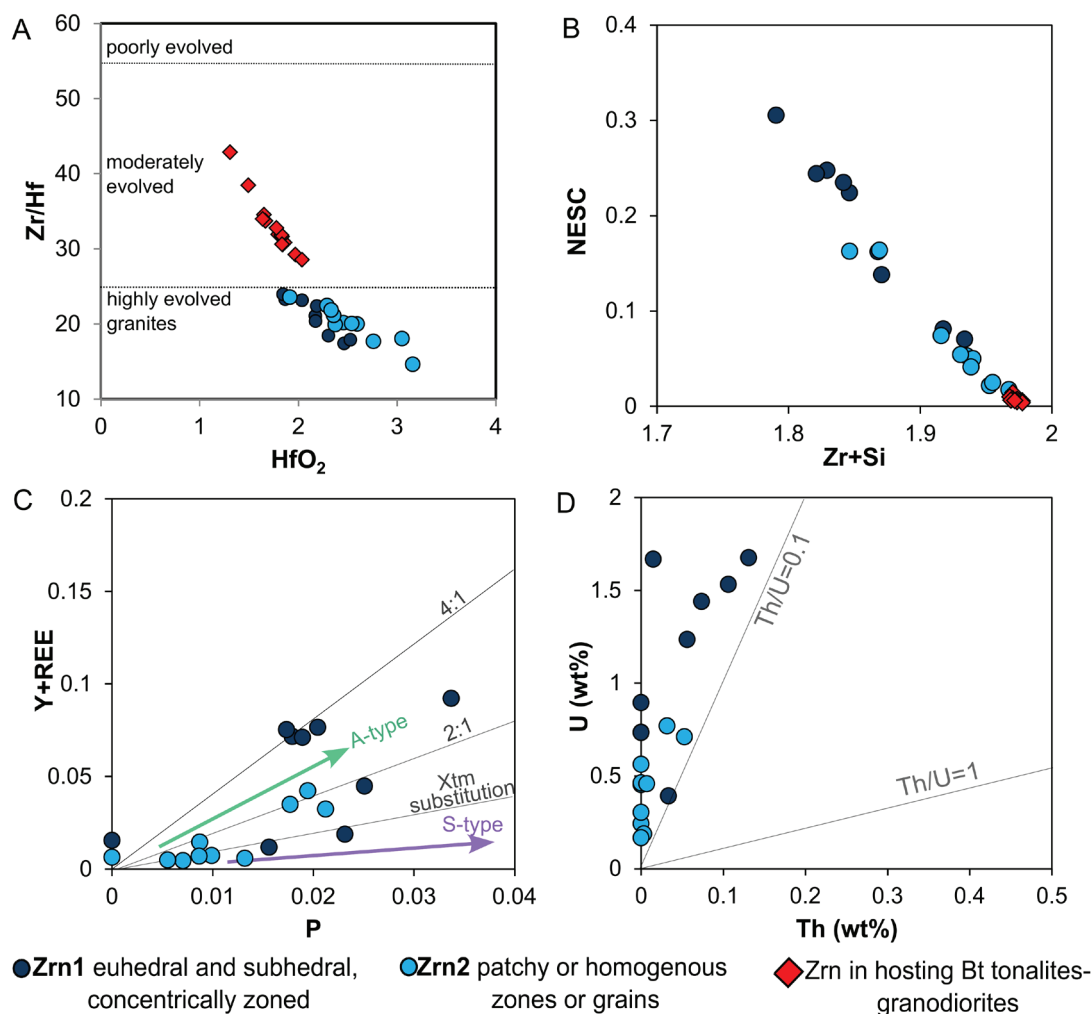 A
60
50
40
30
20
10
Zr/Hf
poorly evolved
moderately
evolved
highly evolved
granites
0
1
2
3
4
HfO₂
B
0.4
0.3
0.2
0.1
0
NESC
1.7
1.8
1.9
2
Zr+Si
C
0.2
0.15
0.1
0.05
0
Y+REE
4:1
A-type
2:1
Xtm
substitution
S-type
0
0.01
0.02
0.03
0.04
P
D
2
1.5
1
0.5
0
U (wt%)
Th/U=0.1
Th/U=1
0
0.1
0.2
0.3
0.4
0.5
Th (wt%)
Zrn1 euhedral and subhedral,
concentrically zoned
Zrn2 patchy or homogenous
zones or grains
Zrn in hosting Bt tonalites-
granodiorites